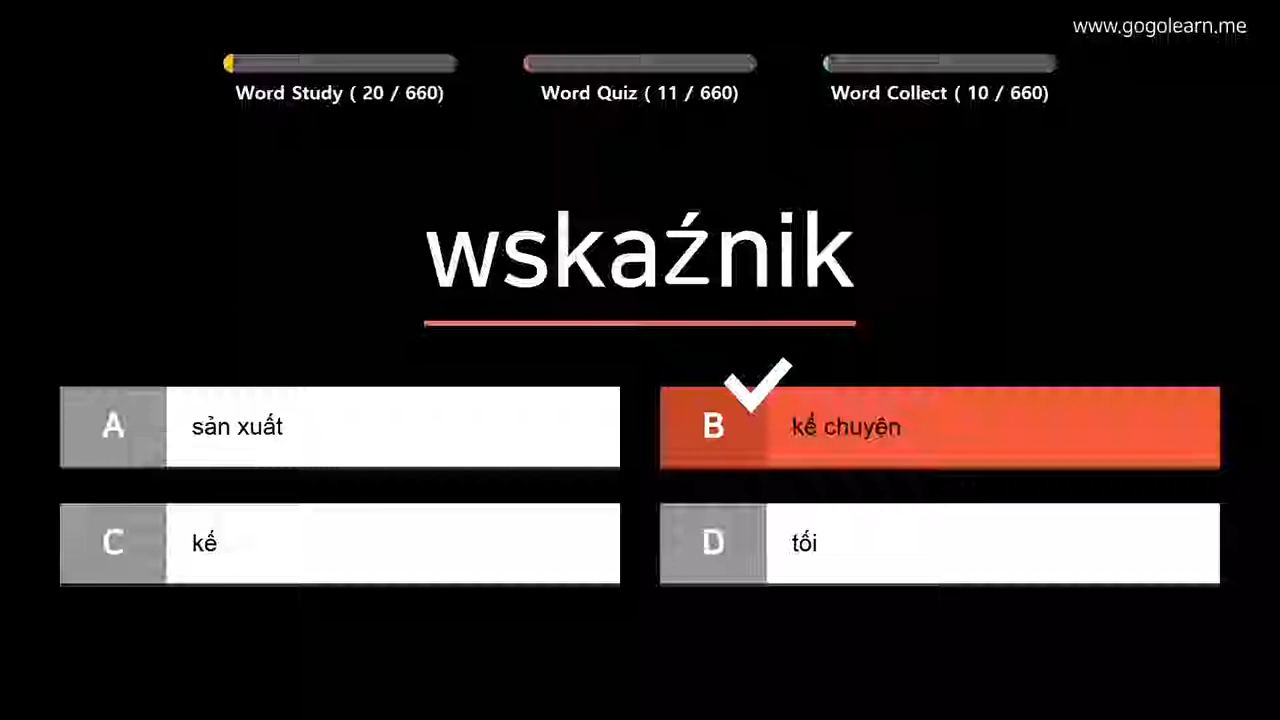 www.gogolearn.me
Word Study ( 20 / 660)
Word Quiz ( 11 / 660)
Word Collect ( 10 / 660)
wskaźnik
A sản xuất
B kể chuyện
C kế
D tối